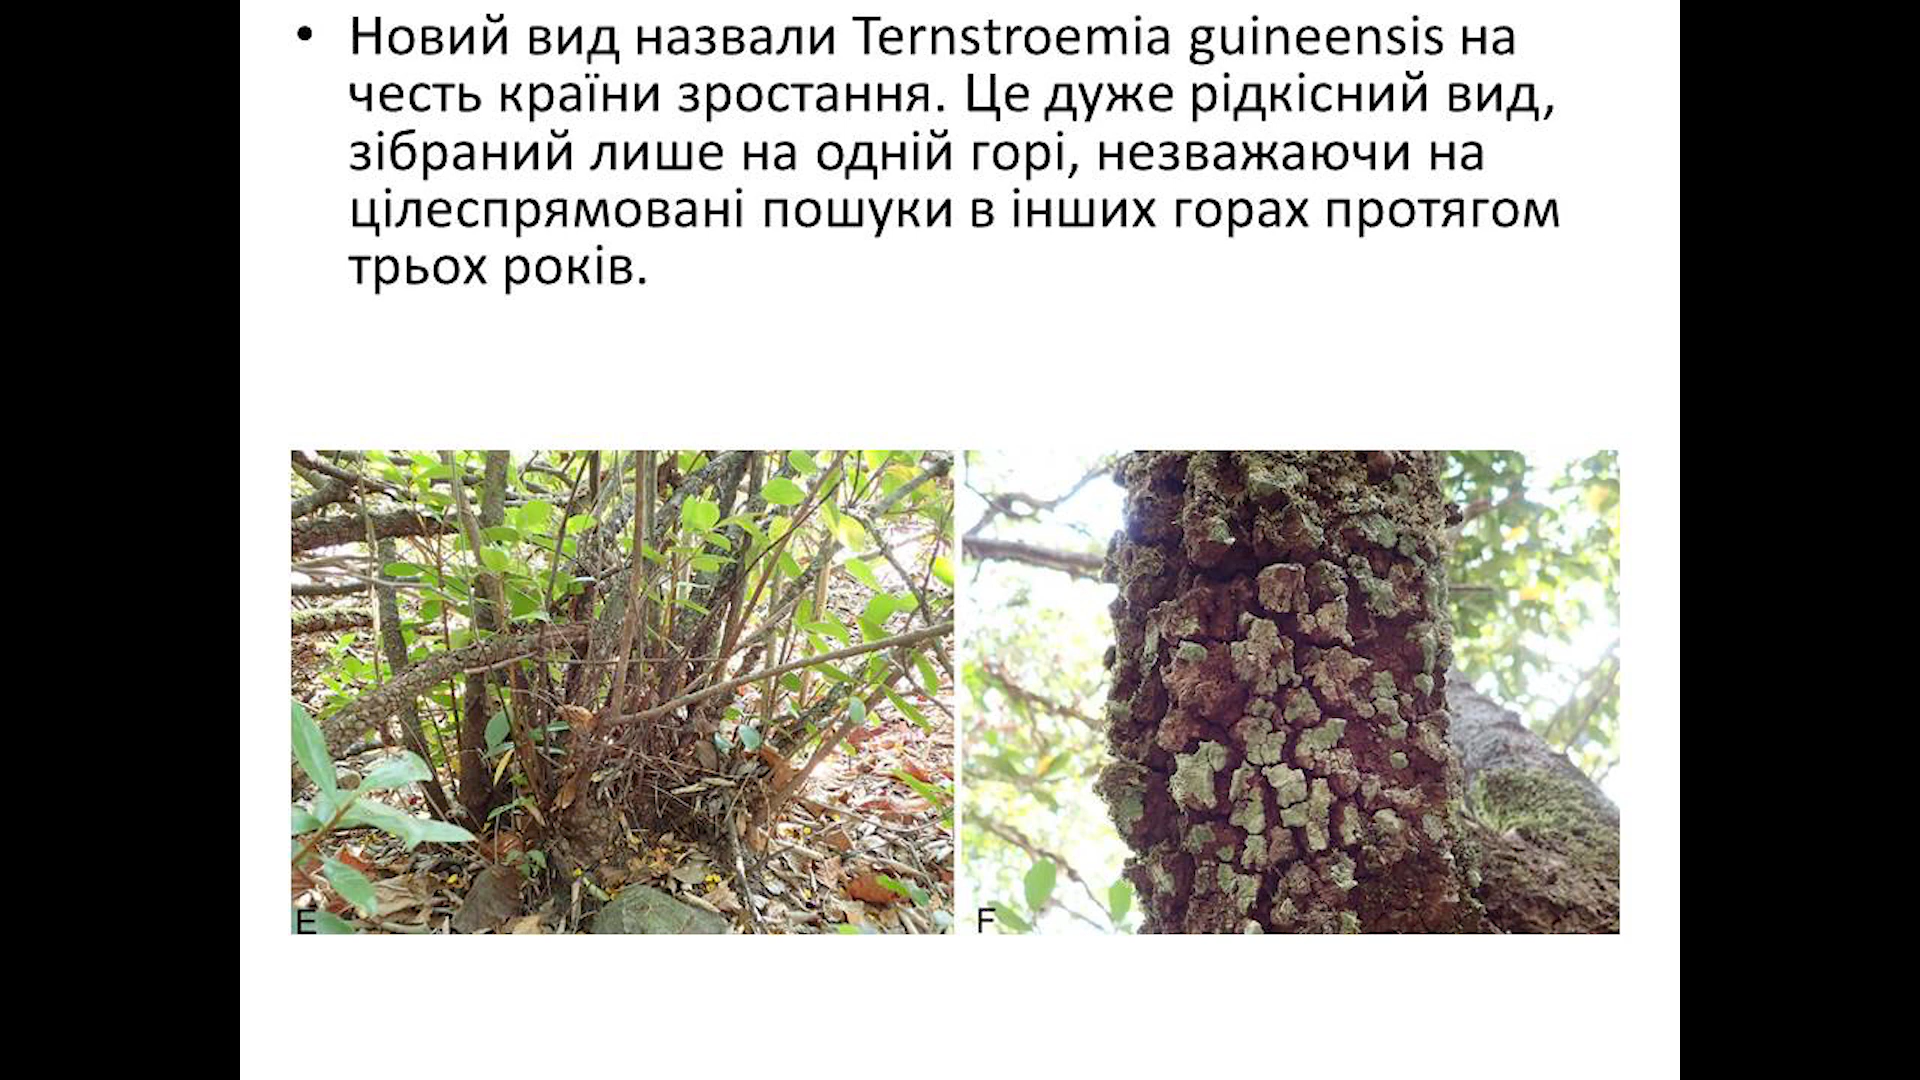 • Новий вид назвали Ternstroemia guineensis на
честь країни зростання. Це дуже рідкісний вид,
зібраний лише на одній горі, незважаючи на
цілеспрямовані пошуки в інших горах протягом
трьох років.
E
F